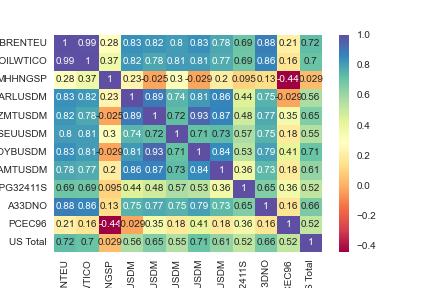 BRENTEU 1 0.99 0.28 0.83 0.82 0.8 0.83 0.78 0.69 0.88 0.21 0.72
OILWTICO 0.99 1 0.37 0.82 0.78 0.81 0.81 0.77 0.69 0.86 0.16 0.7
MHHNGSP 0.28 0.37 1 0.23 -0.025 0.3 -0.029 0.2 0.095 0.13 -0.44 0.029
ARLUSDM 0.83 0.82 0.23 1 0.89 0.74 0.81 0.86 0.44 0.75 -0.029 0.56
ZMTUSDM 0.82 0.78 -0.025 0.89 1 0.72 0.93 0.87 0.48 0.77 0.35 0.65
SEUUSDM 0.8 0.81 0.3 0.74 0.72 1 0.71 0.73 0.57 0.75 0.18 0.55
OYBUSDM 0.83 0.81 -0.029 0.81 0.93 0.71 1 0.84 0.53 0.79 0.41 0.71
AMTUSDM 0.78 0.77 0.2 0.86 0.87 0.73 0.84 1 0.36 0.73 0.18 0.61
PG32411S 0.69 0.69 0.095 0.44 0.48 0.57 0.53 0.36 1 0.65 0.36 0.52
A33DNO 0.88 0.86 0.13 0.75 0.77 0.75 0.79 0.73 0.65 1 0.16 0.66
PCEC96 0.21 0.16 -0.44 -0.029 0.35 0.18 0.41 0.18 0.36 0.16 1 0.52
US Total 0.72 0.7 0.029 0.56 0.65 0.55 0.71 0.61 0.52 0.66 0.52 1
NTEU
WTICO
NGSP
USDM
USDM
USDM
USDM
USDM
2411S
3DNO
CEC96
S Total
1.0
0.8
0.6
0.4
0.2
0.0
−0.2
−0.4